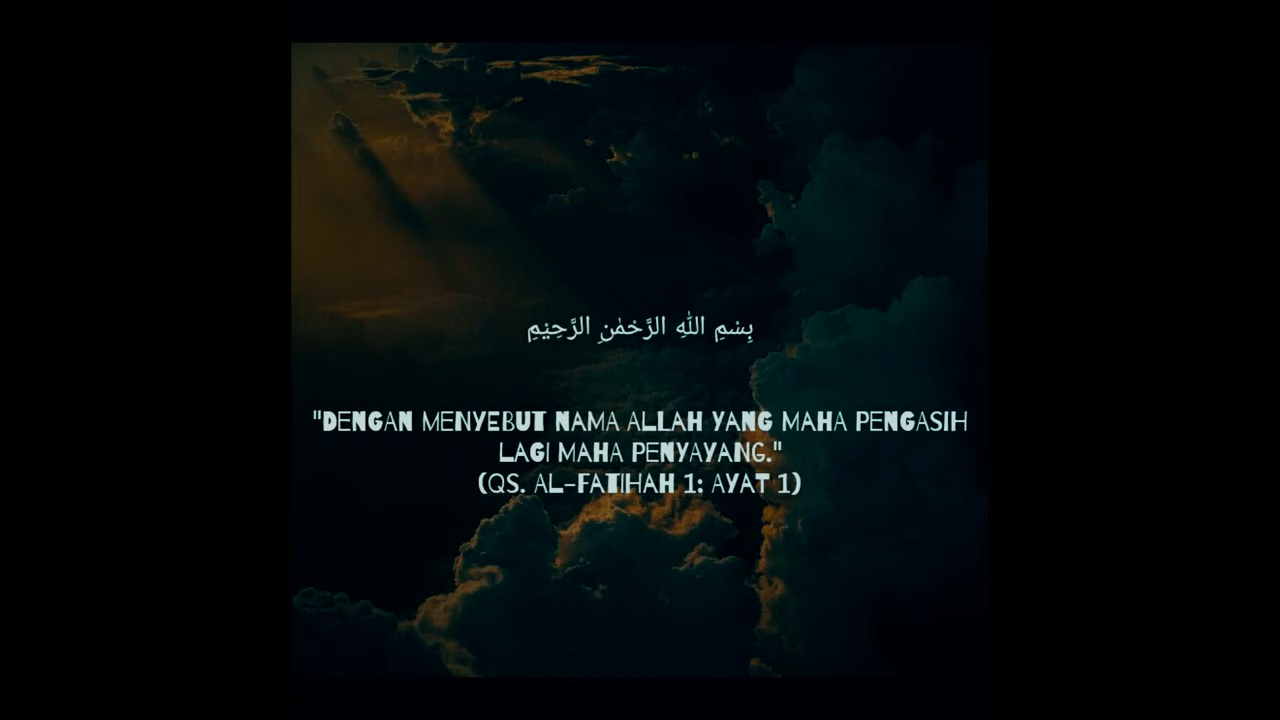 بِسْمِ اللّٰهِ الرَّحْمٰنِ الرَّحِيْمِ
"DENGAN MENYEBUT NAMA ALLAH YANG MAHA PENGASIH
LAGI MAHA PENYAYANG."
(QS. AL-FATIHAH 1: AYAT 1)